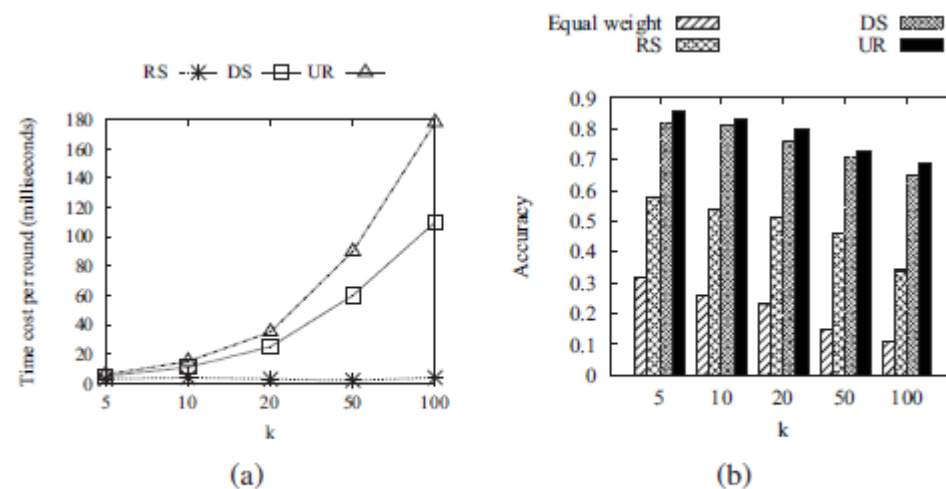 RS DS UR
Time cost per round (milliseconds)
180
160
140
120
100
80
60
40
20
0
5 10 20 50 100
k
(a)
Equal weight DS
RS UR
Accuracy
0.9
0.8
0.7
0.6
0.5
0.4
0.3
0.2
0.1
0
5 10 20 50 100
k
(b)